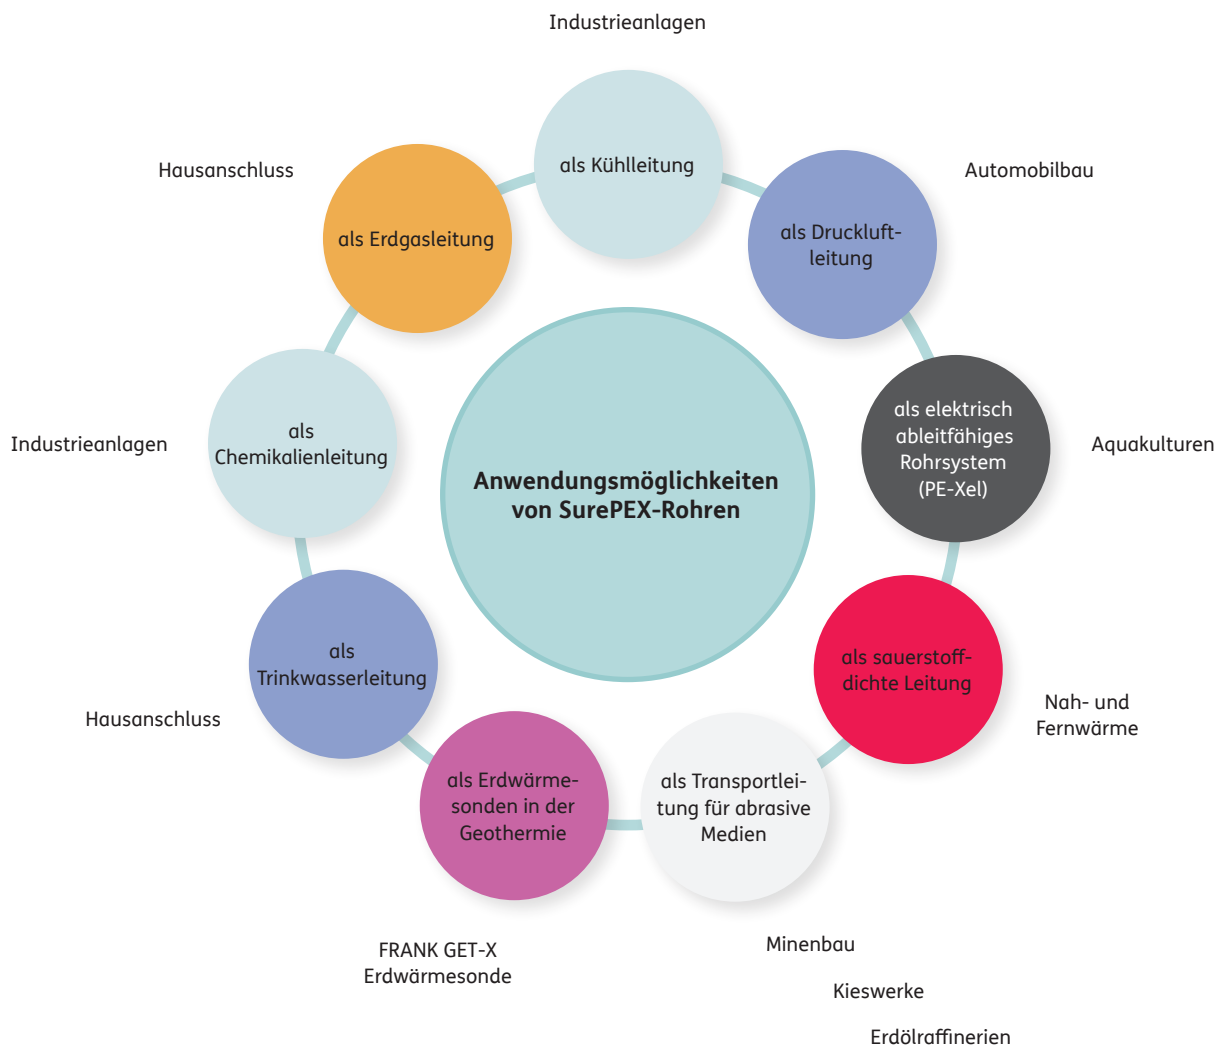 Industrieanlagen
als Kühlleitung
Automobilbau
als Druckluft-
leitung
als elektrisch
ableitfähiges
Rohrsystem
(PE-Xel)
Aquakulturen
als sauerstoff-
dichte Leitung
Nah- und
Fernwärme
als Transportlei-
tung für abrasive
Medien
Minenbau
Kieswerke
Erdölraffinerien
als Erdwärme-
sonden in der
Geothermie
FRANK GET-X
Erdwärmesonde
als
Trinkwasserleitung
Hausanschluss
als
Chemikalienleitung
Industrieanlagen
als Erdgasleitung
Hausanschluss
Anwendungsmöglichkeiten
von SurePEX-Rohren